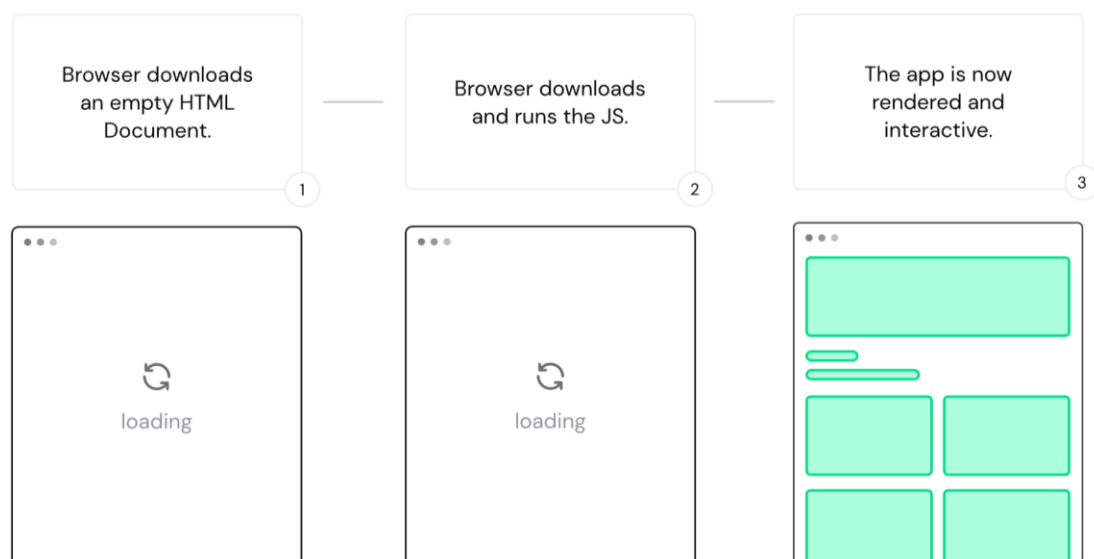 Browser downloads
an empty HTML
Document.
1
Browser downloads
and runs the JS.
2
The app is now
rendered and
interactive.
3
loading
loading